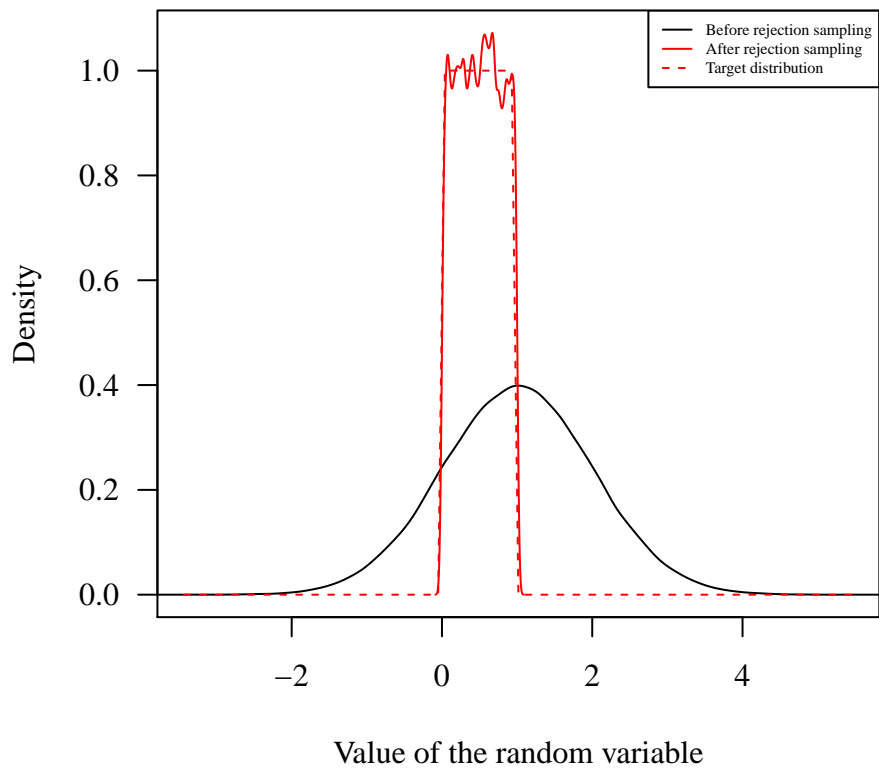 Before rejection sampling
After rejection sampling
Target distribution
1.0
0.8
0.6
0.4
0.2
0.0
Density
−2
0
2
4
Value of the random variable